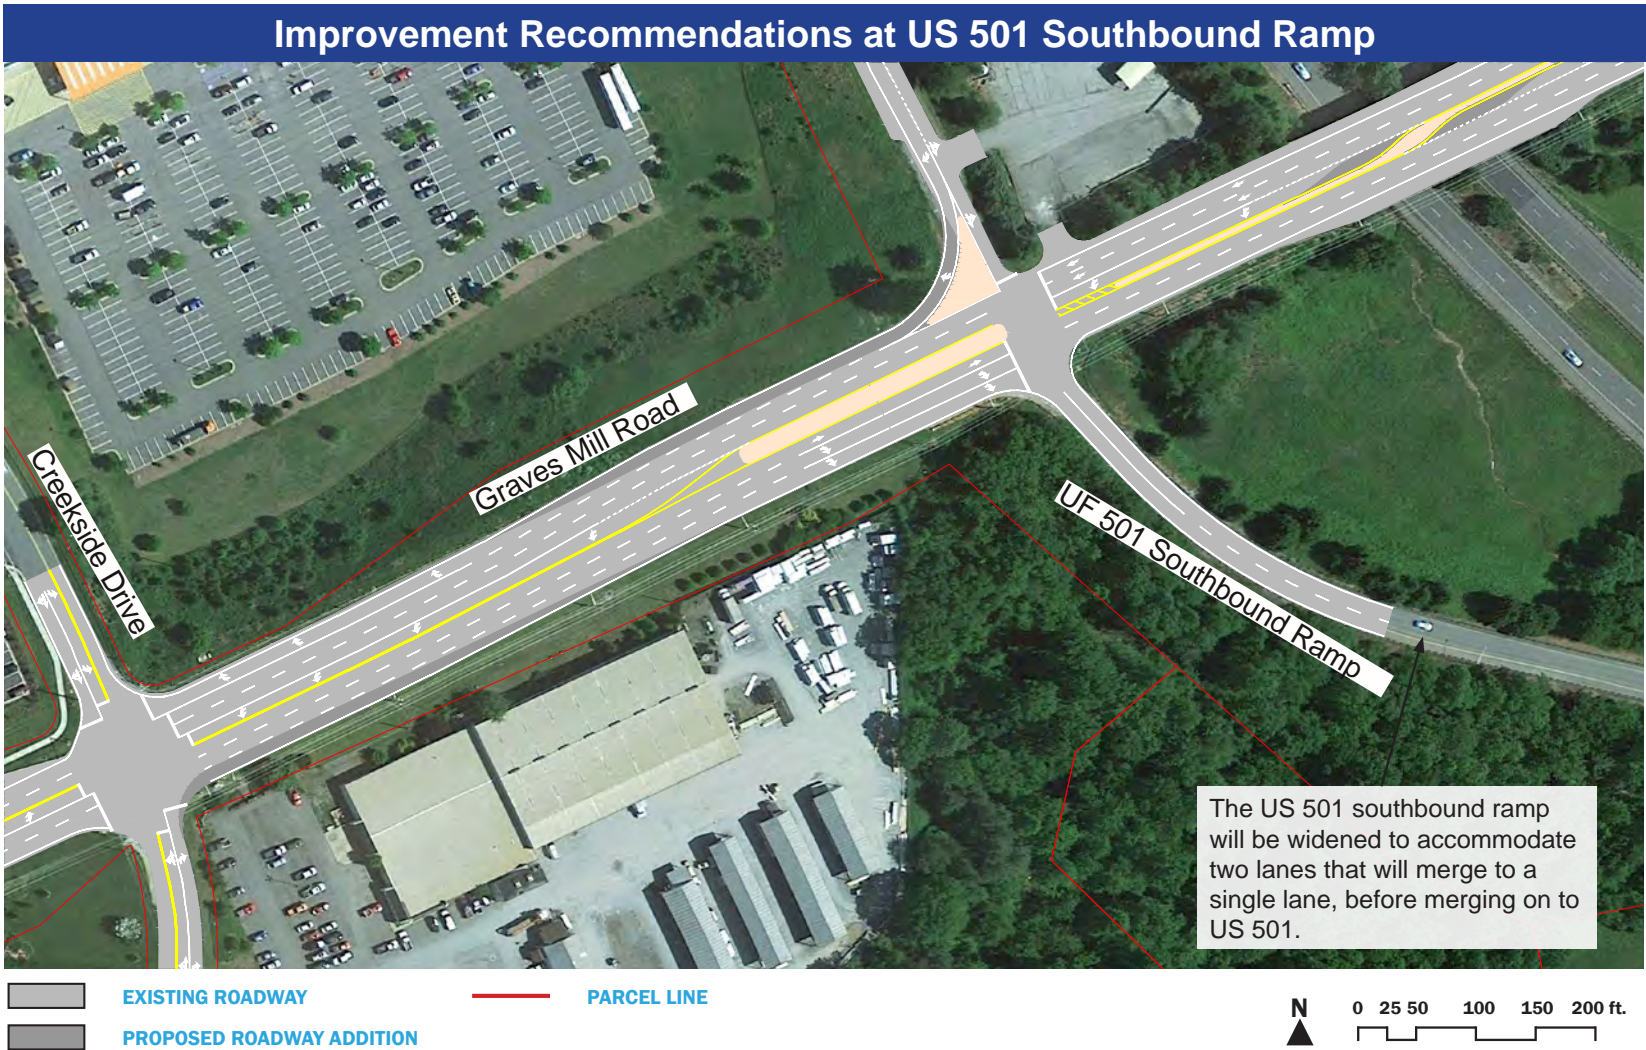 Improvement Recommendations at US 501 Southbound Ramp
Graves Mill Road
Creekside Drive
UF 501 Southbound Ramp
The US 501 southbound ramp
will be widened to accommodate
two lanes that will merge to a
single lane, before merging on to
US 501.
EXISTING ROADWAY
PARCEL LINE
PROPOSED ROADWAY ADDITION
N
0 25 50 100 150 200 ft.